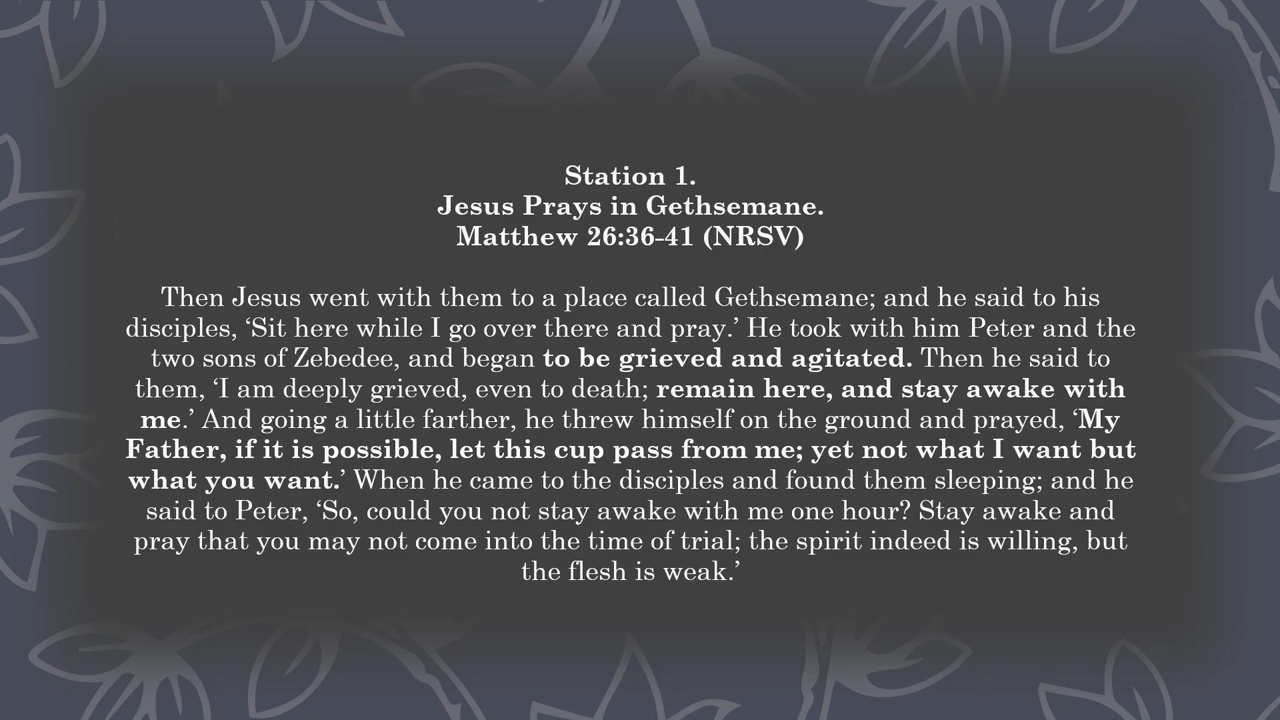 Station 1.
Jesus Prays in Gethsemane.
Matthew 26:36-41 (NRSV)
Then Jesus went with them to a place called Gethsemane; and he said to his
disciples, ‘Sit here while I go over there and pray.’ He took with him Peter and the
two sons of Zebedee, and began to be grieved and agitated. Then he said to
them, ‘I am deeply grieved, even to death; remain here, and stay awake with
me.’ And going a little farther, he threw himself on the ground and prayed, ‘My
Father, if it is possible, let this cup pass from me; yet not what I want but
what you want.’ When he came to the disciples and found them sleeping; and he
said to Peter, ‘So, could you not stay awake with me one hour? Stay awake and
pray that you may not come into the time of trial; the spirit indeed is willing, but
the flesh is weak.’